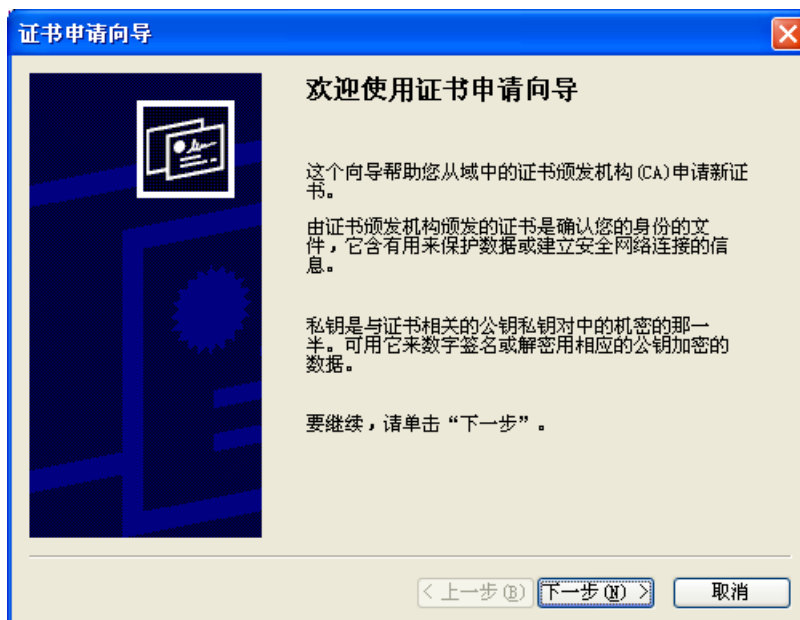 证书申请向导
欢迎使用证书申请向导
这个向导帮助您从域中的证书颁发机构(CA)申请新证
书。
由证书颁发机构颁发的证书是确认您的身份的文
件，它含有用来保护数据或建立安全网络连接的信
息。
私钥是与证书相关的公钥私钥对中的机密的那一
半。可用它来数字签名或解密用相应的公钥加密的
数据。
要继续，请单击“下一步”。
< 上一步(B)
下一步(N) >
取消